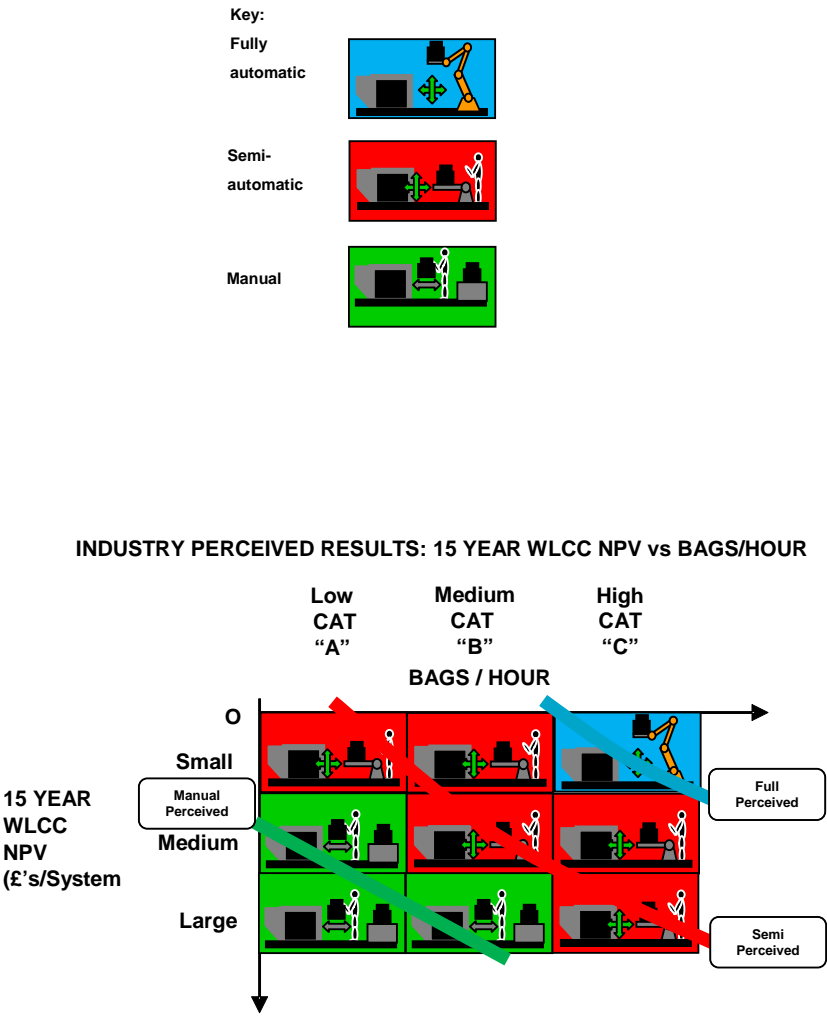 Key:
Fully
automatic
Semi-
automatic
Manual
INDUSTRY PERCEIVED RESULTS: 15 YEAR WLCC NPV vs BAGS/HOUR
Low
CAT
“A”
Medium
CAT
“B”
High
CAT
“C”
BAGS / HOUR
O
Small
Manual
Perceived
Medium
Large
15 YEAR
WLCC
NPV
(£’s/System
Full
Perceived
Semi
Perceived